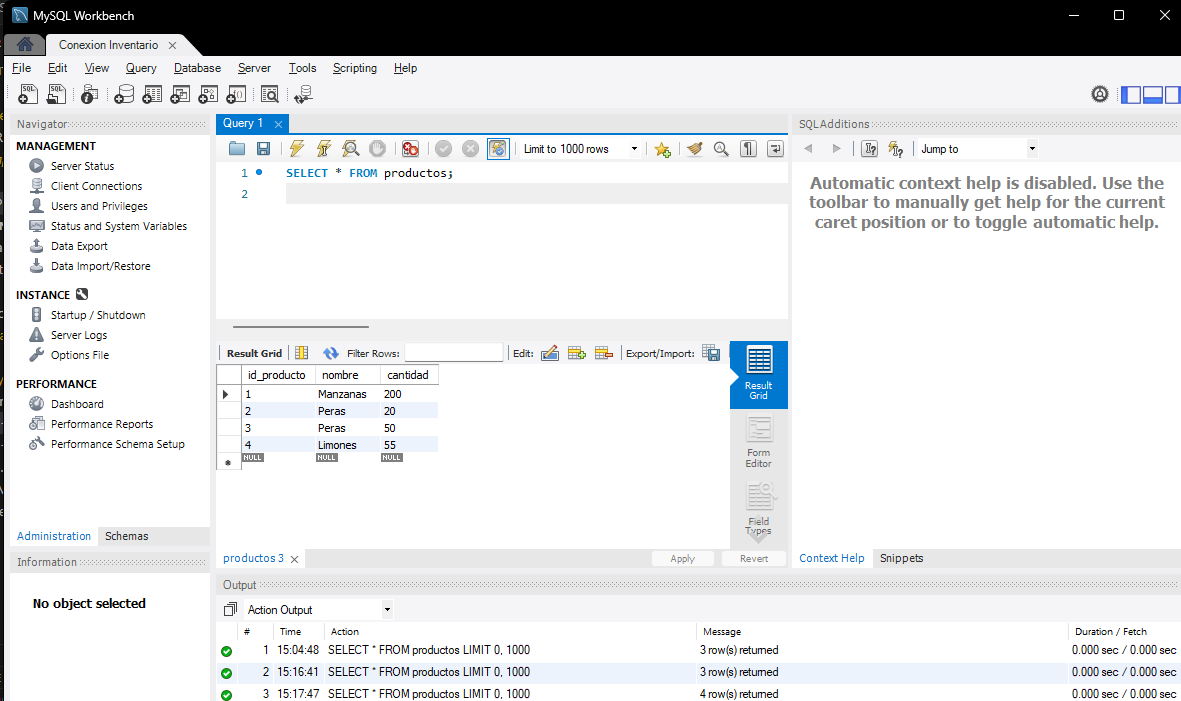 MySQL Workbench
Conexion Inventario
File Edit View Query Database Server Tools Scripting Help
Navigator
MANAGEMENT
Server Status
Client Connections
Users and Privileges
Status and System Variables
Data Export
Data Import/Restore
INSTANCE
Startup / Shutdown
Server Logs
Options File
PERFORMANCE
Dashboard
Performance Reports
Performance Schema Setup
Administration Schemas
Information
No object selected
Query 1
Limit to 1000 rows
1 SELECT * FROM productos;
2
Result Grid Filter Rows: Edit: Export/Import:
id_producto nombre cantidad
1 Manzanas 200
2 Peras 20
3 Peras 50
4 Limones 55
NULL NULL NULL
Result
Grid
Form
Editor
Field
Types
productos 3 Apply Revert
SQLAdditions
Jump to
Automatic context help is disabled. Use the
toolbar to manually get help for the current
caret position or to toggle automatic help.
Context Help Snippets
Output
Action Output
# Time Action Message Duration / Fetch
1 15:04:48 SELECT * FROM productos LIMIT 0, 1000 3 row(s) returned 0.000 sec / 0.000 sec
2 15:16:41 SELECT * FROM productos LIMIT 0, 1000 3 row(s) returned 0.000 sec / 0.000 sec
3 15:17:47 SELECT * FROM productos LIMIT 0, 1000 4 row(s) returned 0.000 sec / 0.000 sec